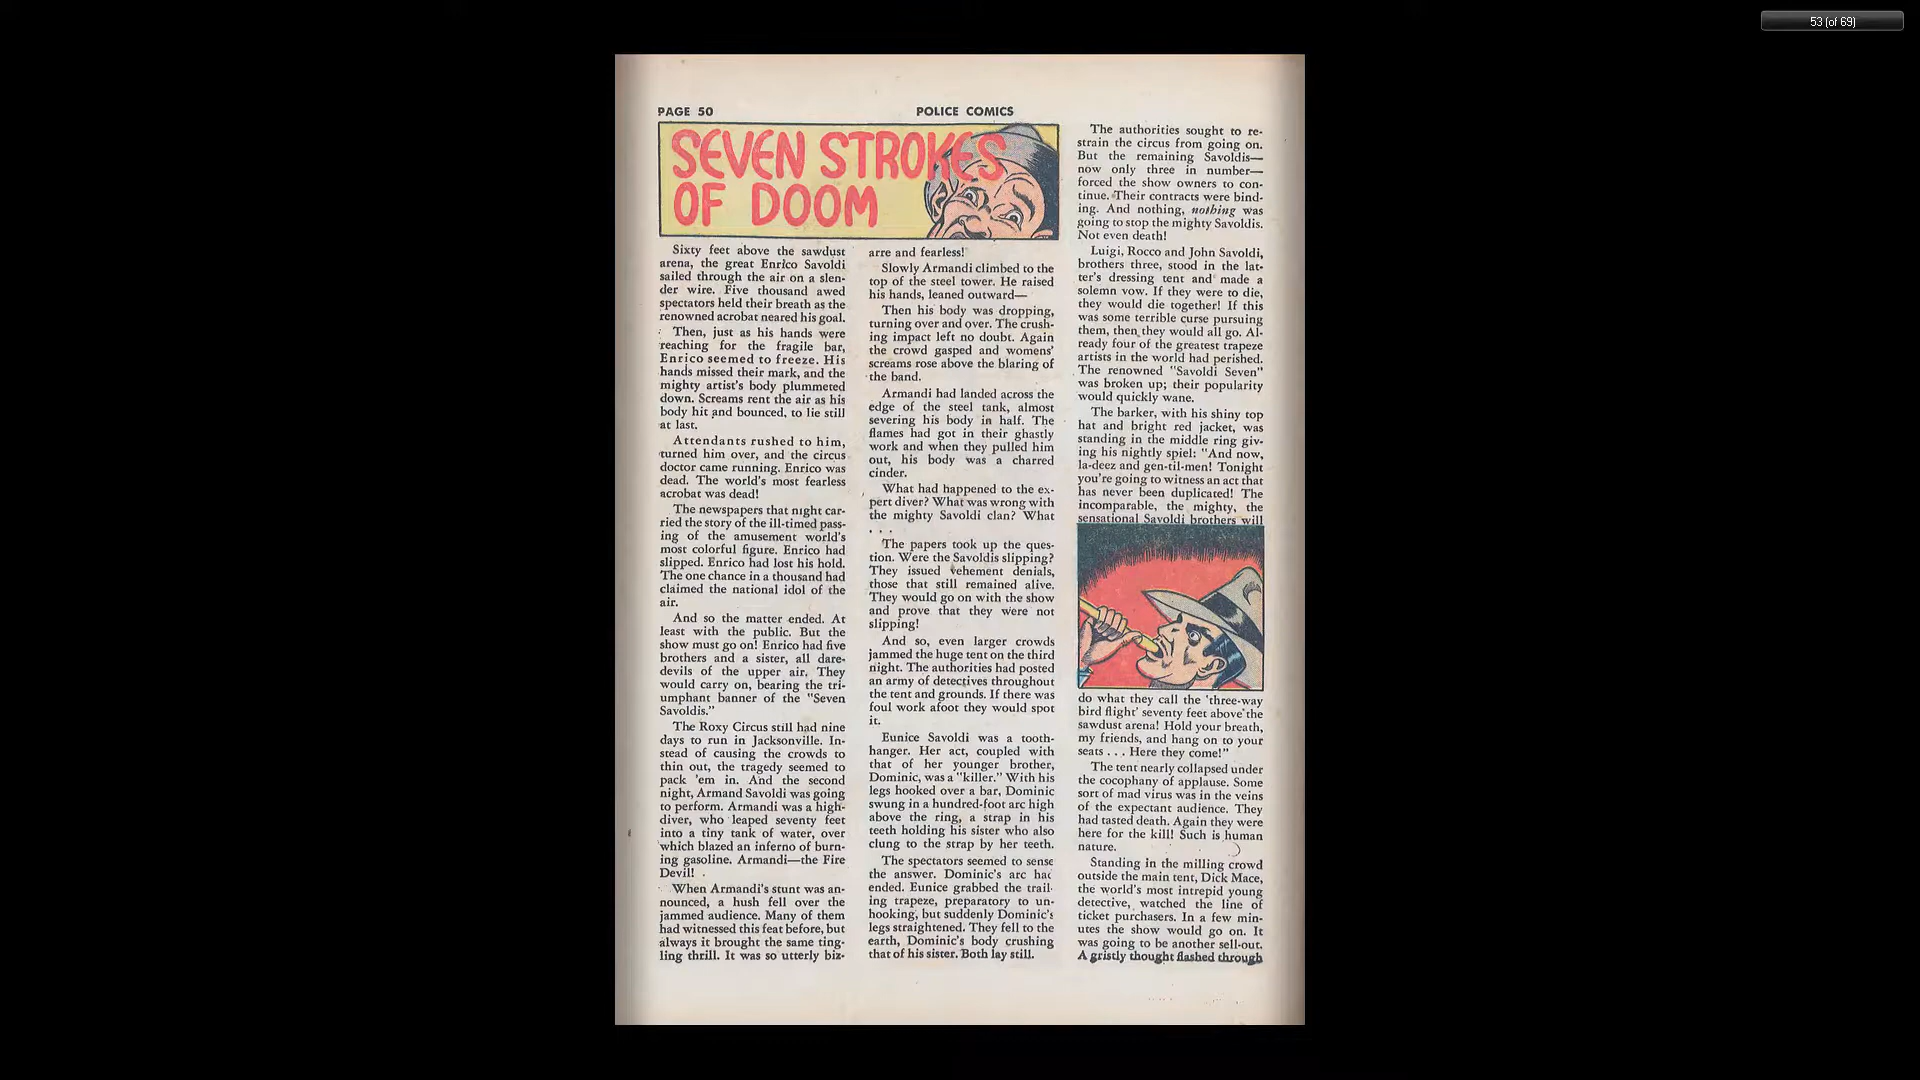 53 (of 69)
PAGE 50
POLICE COMICS
SEVEN STROKES
OF DOOM
Sixty feet above the sawdust
arena, the great Enrico Savoldi
sailed through the air on a slen-
der wire. Five thousand awed
spectators held their breath as the
renowned acrobat neared his goal.
Then, just as his hands were
reaching for the fragile bar,
Enrico seemed to freeze. His
hands missed their mark, and the
mighty artist's body plummeted
down. Screams rent the air as his
body hit and bounced, to lie still
at last.
Attendants rushed to him,
turned him over, and the circus
doctor came running. Enrico was
dead. The world's most fearless
acrobat was dead!
The newspapers that night car-
ried the story of the ill-timed pass-
ing of the amusement world's
most colorful figure. Enrico had
slipped. Enrico had lost his hold.
The one chance in a thousand had
claimed the national idol of the
air.
And so the matter ended. At
least with the public. But the
show must go on! Enrico had five
brothers and a sister, all dare-
devils of the upper air. They
would carry on, bearing the tri-
umphant banner of the "Seven
Savoldis."
The Roxy Circus still had nine
days to run in Jacksonville. In-
stead of causing the crowds to
thin out, the tragedy seemed to
pack 'em in. And the second
night, Armand Savoldi was going
to perform. Armandi was a high-
diver, who leaped seventy feet
into a tiny tank of water, over
which blazed an inferno of burn-
ing gasoline. Armandi—the Fire
Devil!
When Armandi's stunt was an-
nounced, a hush fell over the
jammed audience. Many of them
had witnessed this feat before, but
always it brought the same ting-
ling thrill. It was so utterly biz-
arre and fearless!
Slowly Armandi climbed to the
top of the steel tower. He raised
his hands, leaned outward—
Then his body was dropping,
turning over and over. The crush-
ing impact left no doubt. Again
the crowd gasped and womens'
screams rose above the blaring of
the band.
Armandi had landed across the
edge of the steel tank, almost
severing his body in half. The
flames had got in their ghastly
work and when they pulled him
out, his body was a charred
cinder.
What had happened to the ex-
pert diver? What was wrong with
the mighty Savoldi clan? What
. . .
The papers took up the ques-
tion. Were the Savoldis slipping?
They issued vehement denials,
those that still remained alive.
They would go on with the show
and prove that they were not
slipping!
And so, even larger crowds
jammed the huge tent on the third
night. The authorities had posted
an army of detectives throughout
the tent and grounds. If there was
foul work afoot they would spot
it.
Eunice Savoldi was a tooth-
hanger. Her act, coupled with
that of her younger brother,
Dominic, was a "killer." With his
legs hooked over a bar, Dominic
swung in a hundred-foot arc high
above the ring, a strap in his
teeth holding his sister who also
clung to the strap by her teeth.
The spectators seemed to sense
the answer. Dominic's arc had
ended. Eunice grabbed the trail-
ing trapeze, preparatory to un-
hooking, but suddenly Dominic's
legs straightened. They fell to the
earth, Dominic's body crushing
that of his sister. Both lay still.
The authorities sought to re-
strain the circus from going on.
But the remaining Savoldis—
now only three in number—
forced the show owners to con-
tinue. Their contracts were bind-
ing. And nothing, nothing was
going to stop the mighty Savoldis.
Not even death!
Luigi, Rocco and John Savoldi,
brothers three, stood in the lat-
ter's dressing tent and made a
solemn vow. If they were to die,
they would die together! If this
was some terrible curse pursuing
them, then they would all go. Al-
ready four of the greatest trapeze
artists in the world had perished.
The renowned "Savoldi Seven"
was broken up; their popularity
would quickly wane.
The barker, with his shiny top
hat and bright red jacket, was
standing in the middle ring giv-
ing his nightly spiel: "And now,
la-deez and gen-til-men! Tonight
you're going to witness an act that
has never been duplicated! The
incomparable, the mighty, the
sensational Savoldi brothers will
do what they call the 'three-way
bird flight' seventy feet above the
sawdust arena! Hold your breath,
my friends, and hang on to your
seats . . . Here they come!"
The tent nearly collapsed under
the cocophany of applause. Some
sort of mad virus was in the veins
of the expectant audience. They
had tasted death. Again they were
here for the kill! Such is human
nature.
Standing in the milling crowd
outside the main tent, Dick Mace,
the world's most intrepid young
detective, watched the line of
ticket purchasers. In a few min-
utes the show would go on. It
was going to be another sell-out.
A gristly thought flashed through